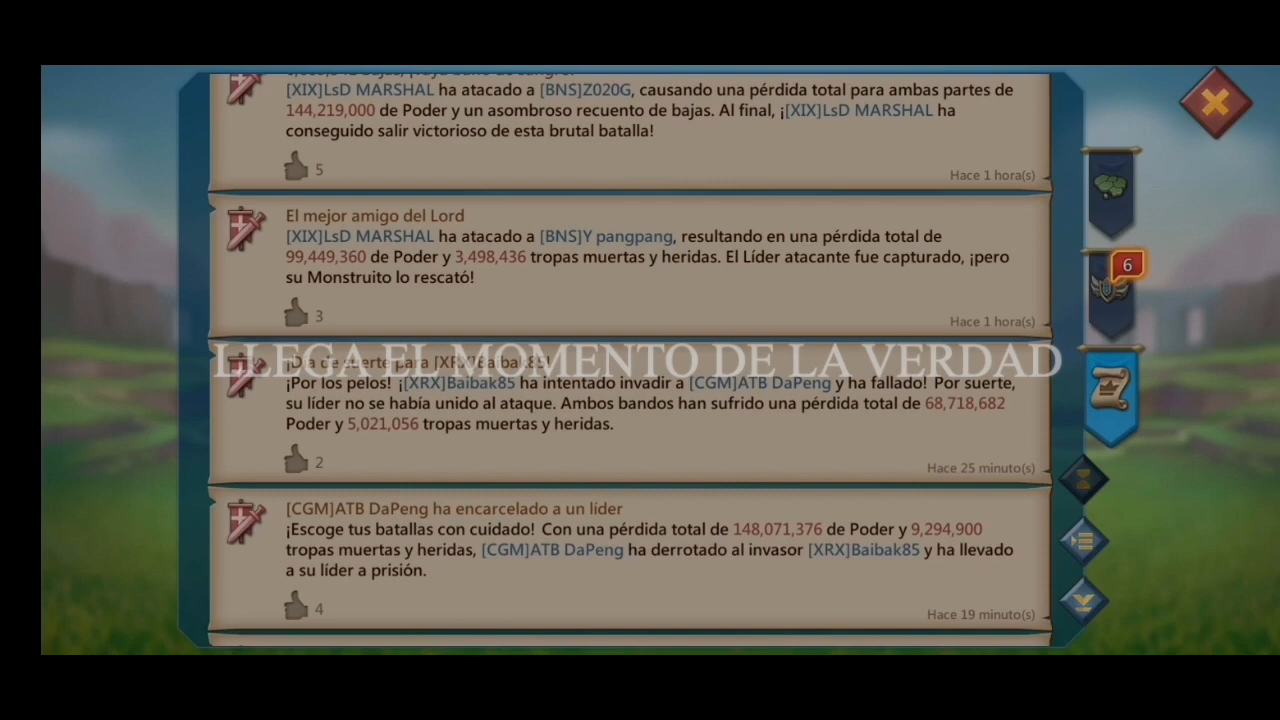 [XIX]LsD MARSHAL ha atacado a [BNS]Z020G, causando una pérdida total para ambas partes de
144,219,000 de Poder y un asombroso recuento de bajas. Al final, ¡[XIX]LsD MARSHAL ha
conseguido salir victorioso de esta brutal batalla!
5
Hace 1 hora(s)
El mejor amigo del Lord
[XIX]LsD MARSHAL ha atacado a [BNS]Y pangpang, resultando en una pérdida total de
99,449,360 de Poder y 3,498,436 tropas muertas y heridas. El Líder atacante fue capturado, ¡pero
su Monstruito lo rescató!
6
3
Hace 1 hora(s)
¡Día de suerte para [XRX]Baibak85!
LLEGA EL MOMENTO DE LA VERDAD
¡Por los pelos! ¡[XRX]Baibak85 ha intentado invadir a [CGM]ATB DaPeng y ha fallado! Por suerte,
su líder no se había unido al ataque. Ambos bandos han sufrido una pérdida total de 68,718,682
Poder y 5,021,056 tropas muertas y heridas.
2
Hace 25 minuto(s)
[CGM]ATB DaPeng ha encarcelado a un líder
¡Escoge tus batallas con cuidado! Con una pérdida total de 148,071,376 de Poder y 9,294,900
tropas muertas y heridas, [CGM]ATB DaPeng ha derrotado al invasor [XRX]Baibak85 y ha llevado
a su líder a prisión.
4
Hace 19 minuto(s)